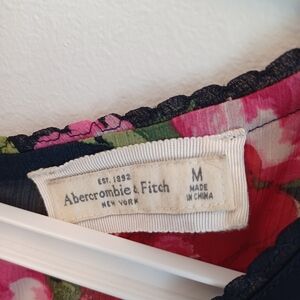 EST. 1892
Abercrombie & Fitch
NEW YORK
M
MADE
IN CHINA